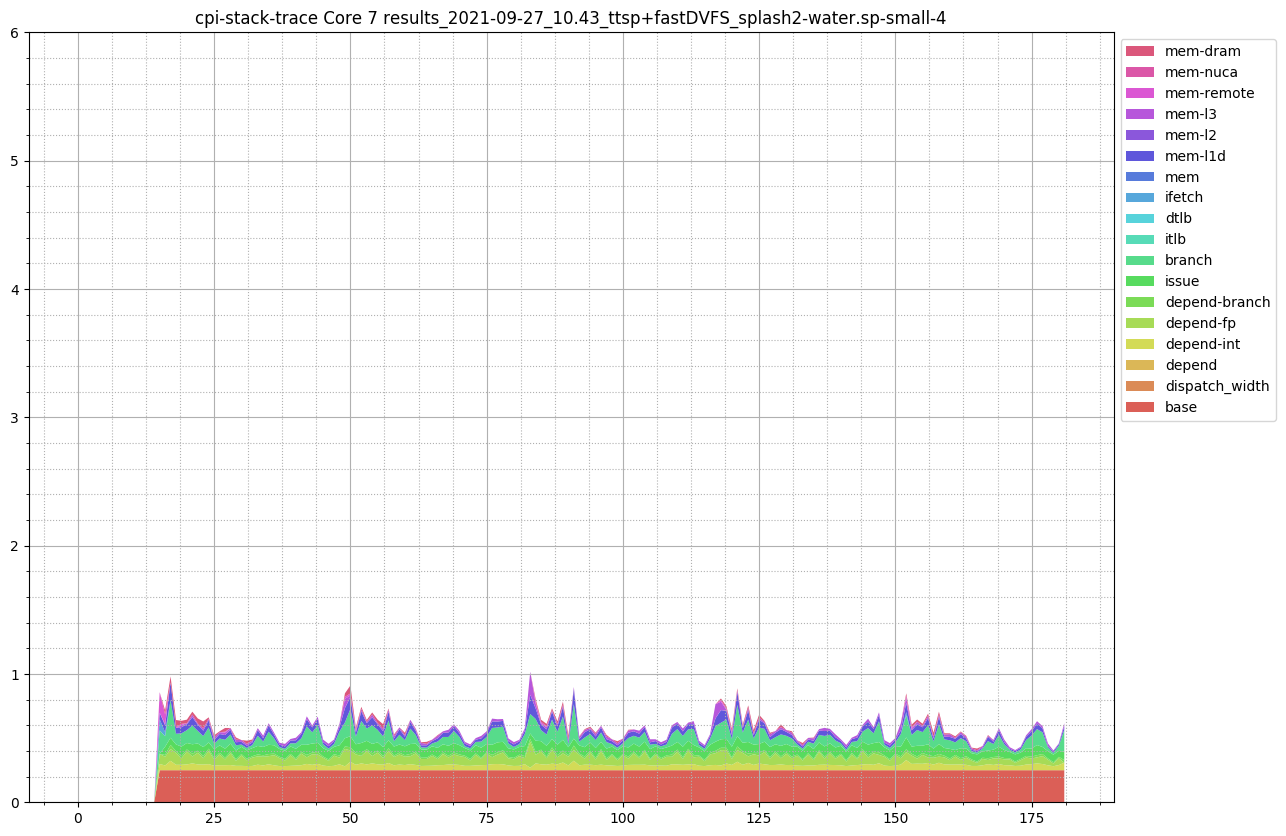 cpi-stack-trace Core 7 results_2021-09-27_10.43_ttsp+fastDVFS_splash2-water.sp-small-4
6
5
4
3
2
1
0
0 25 50 75 100 125 150 175
mem-dram
mem-nuca
mem-remote
mem-l3
mem-l2
mem-l1d
mem
ifetch
dtlb
itlb
branch
issue
depend-branch
depend-fp
depend-int
depend
dispatch_width
base